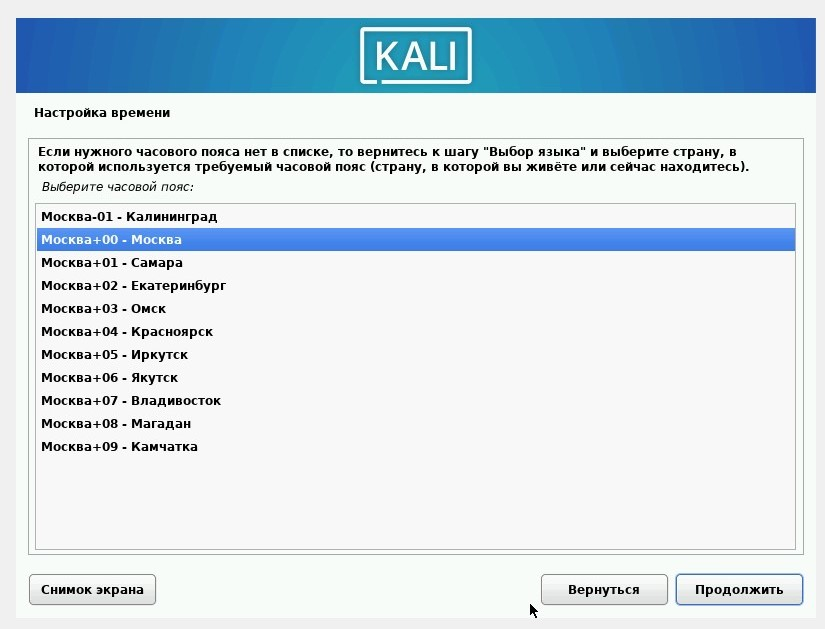 KALI
Настройка времени
Если нужного часового пояса нет в списке, то вернитесь к шагу "Выбор языка" и выберите страну, в
которой используется требуемый часовой пояс (страну, в которой вы живёте или сейчас находитесь).
Выберите часовой пояс:
Москва-01 - Калининград
Москва+00 - Москва
Москва+01 - Самара
Москва+02 - Екатеринбург
Москва+03 - Омск
Москва+04 - Красноярск
Москва+05 - Иркутск
Москва+06 - Якутск
Москва+07 - Владивосток
Москва+08 - Магадан
Москва+09 - Камчатка
Снимок экрана
Вернуться
Продолжить